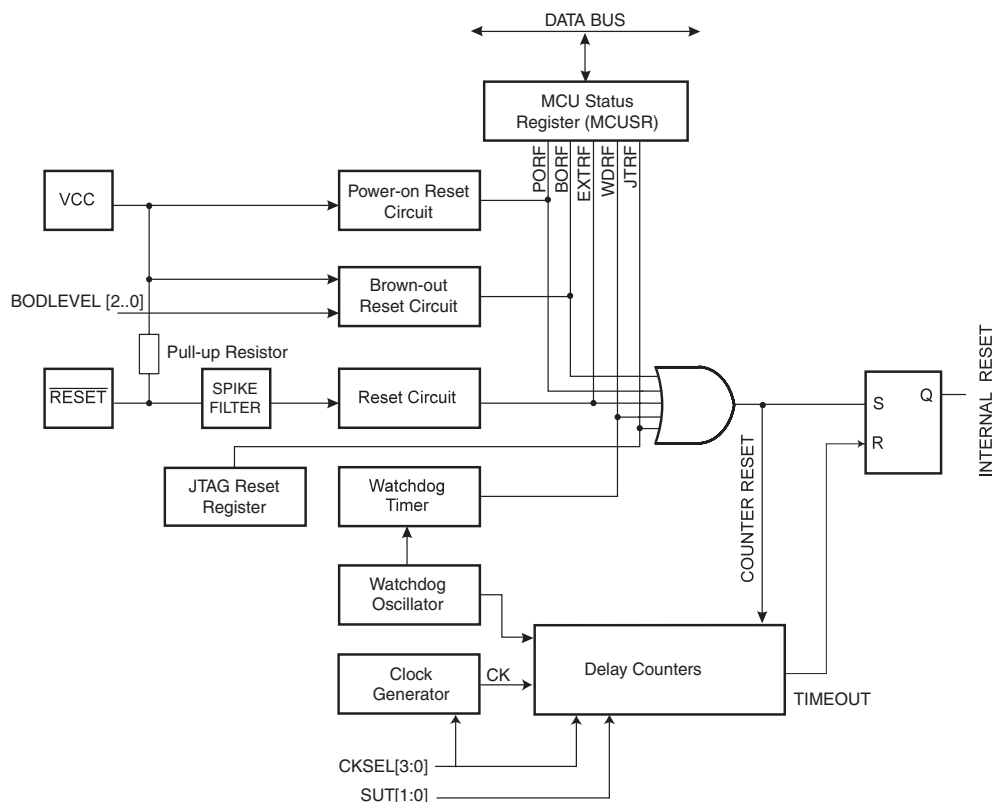 DATA BUS
MCU Status
Register (MCUSR)
PORF
BORF
EXTRF
WDRF
JTRF
VCC
Power-on Reset
Circuit
Brown-out
Reset Circuit
BODLEVEL [2..0]
Pull-up Resistor
RESET
SPIKE
FILTER
Reset Circuit
JTAG Reset
Register
Watchdog
Timer
Watchdog
Oscillator
Clock
Generator
CK
Delay Counters
COUNTER RESET
S
Q
R
INTERNAL RESET
TIMEOUT
CKSEL[3:0]
SUT[1:0]